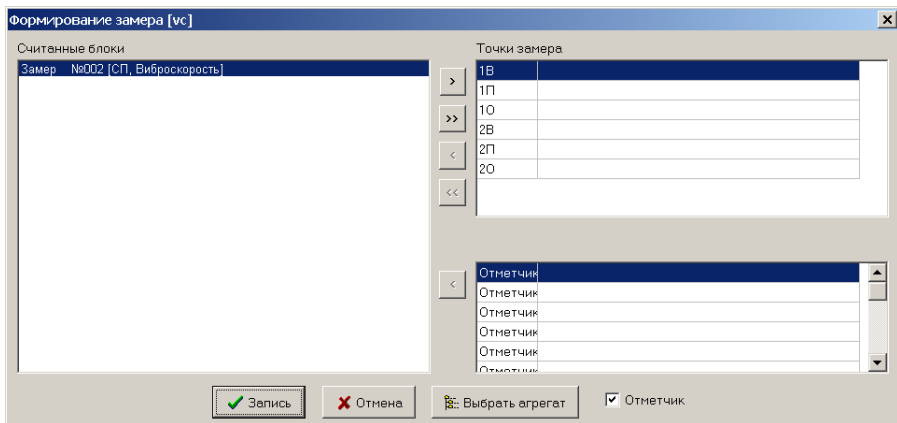 Формирование замера [vc]
Считанные блоки
Точки замера
Замер №002 [СП, Виброскорость]
1В
1П
1О
2В
2П
2О
>
>>
<
<<
<
Отметчик
Отметчик
Отметчик
Отметчик
Отметчик
Отметчик
Запись
Отмена
Выбрать агрегат
Отметчик